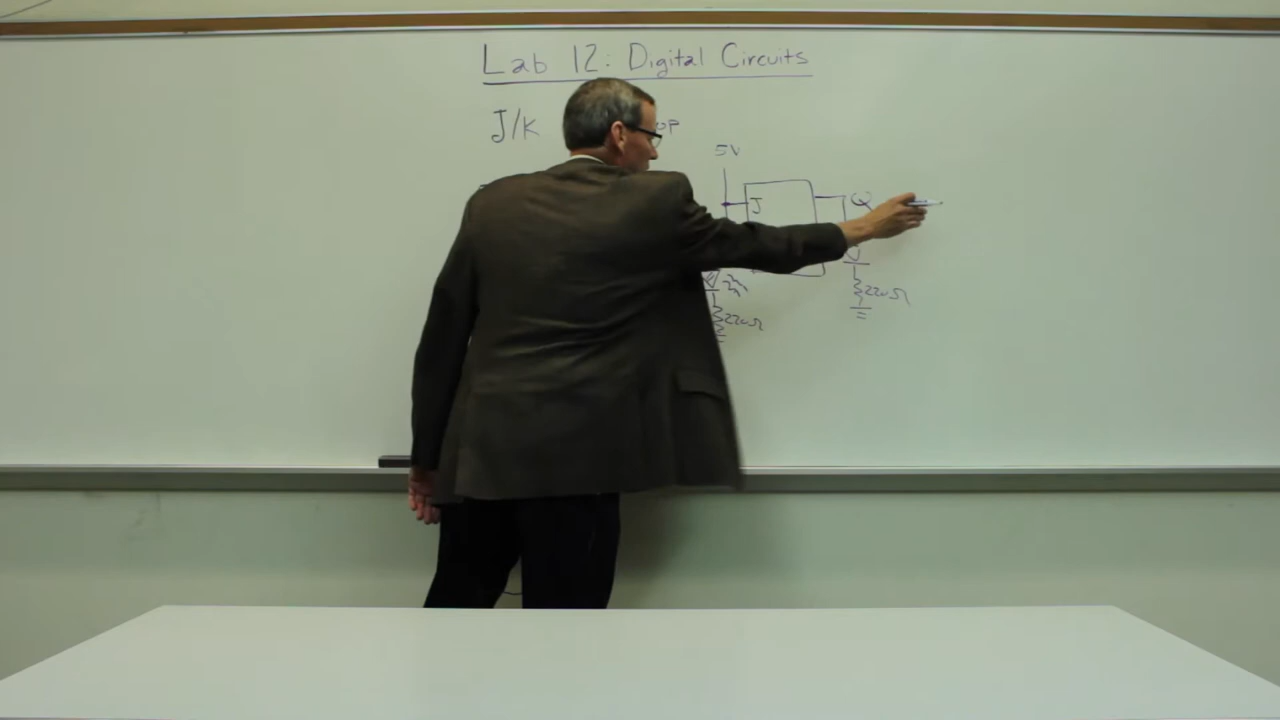 Lab 12: Digital Circuits
J/K
5V
J
Q
220Ω
220Ω